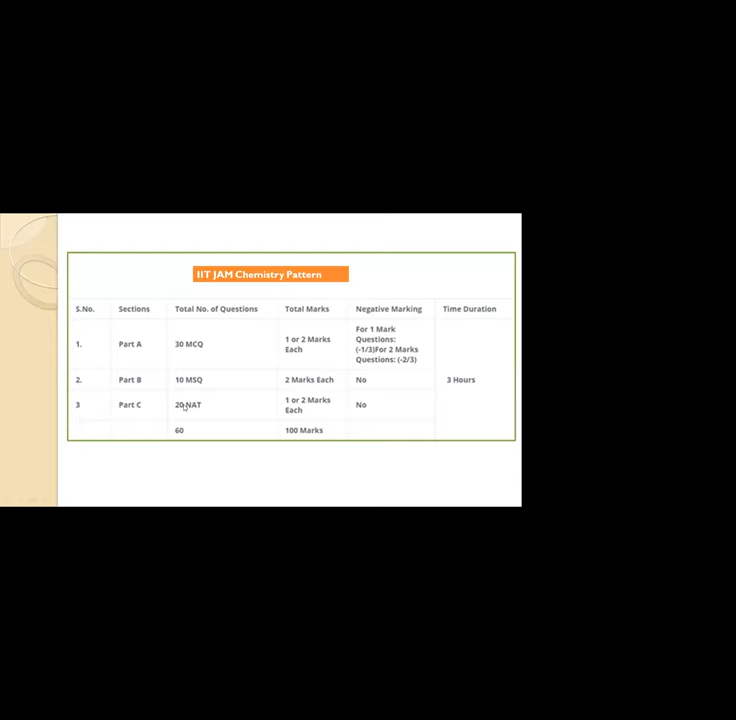 IIT JAM Chemistry Pattern
S.No. Sections Total No. of Questions Total Marks Negative Marking Time Duration
1. Part A 30 MCQ 1 or 2 Marks Each For 1 Mark Questions: (-1/3)For 2 Marks Questions: (-2/3)
2. Part B 10 MSQ 2 Marks Each No 3 Hours
3 Part C 20 NAT 1 or 2 Marks Each No
60 100 Marks